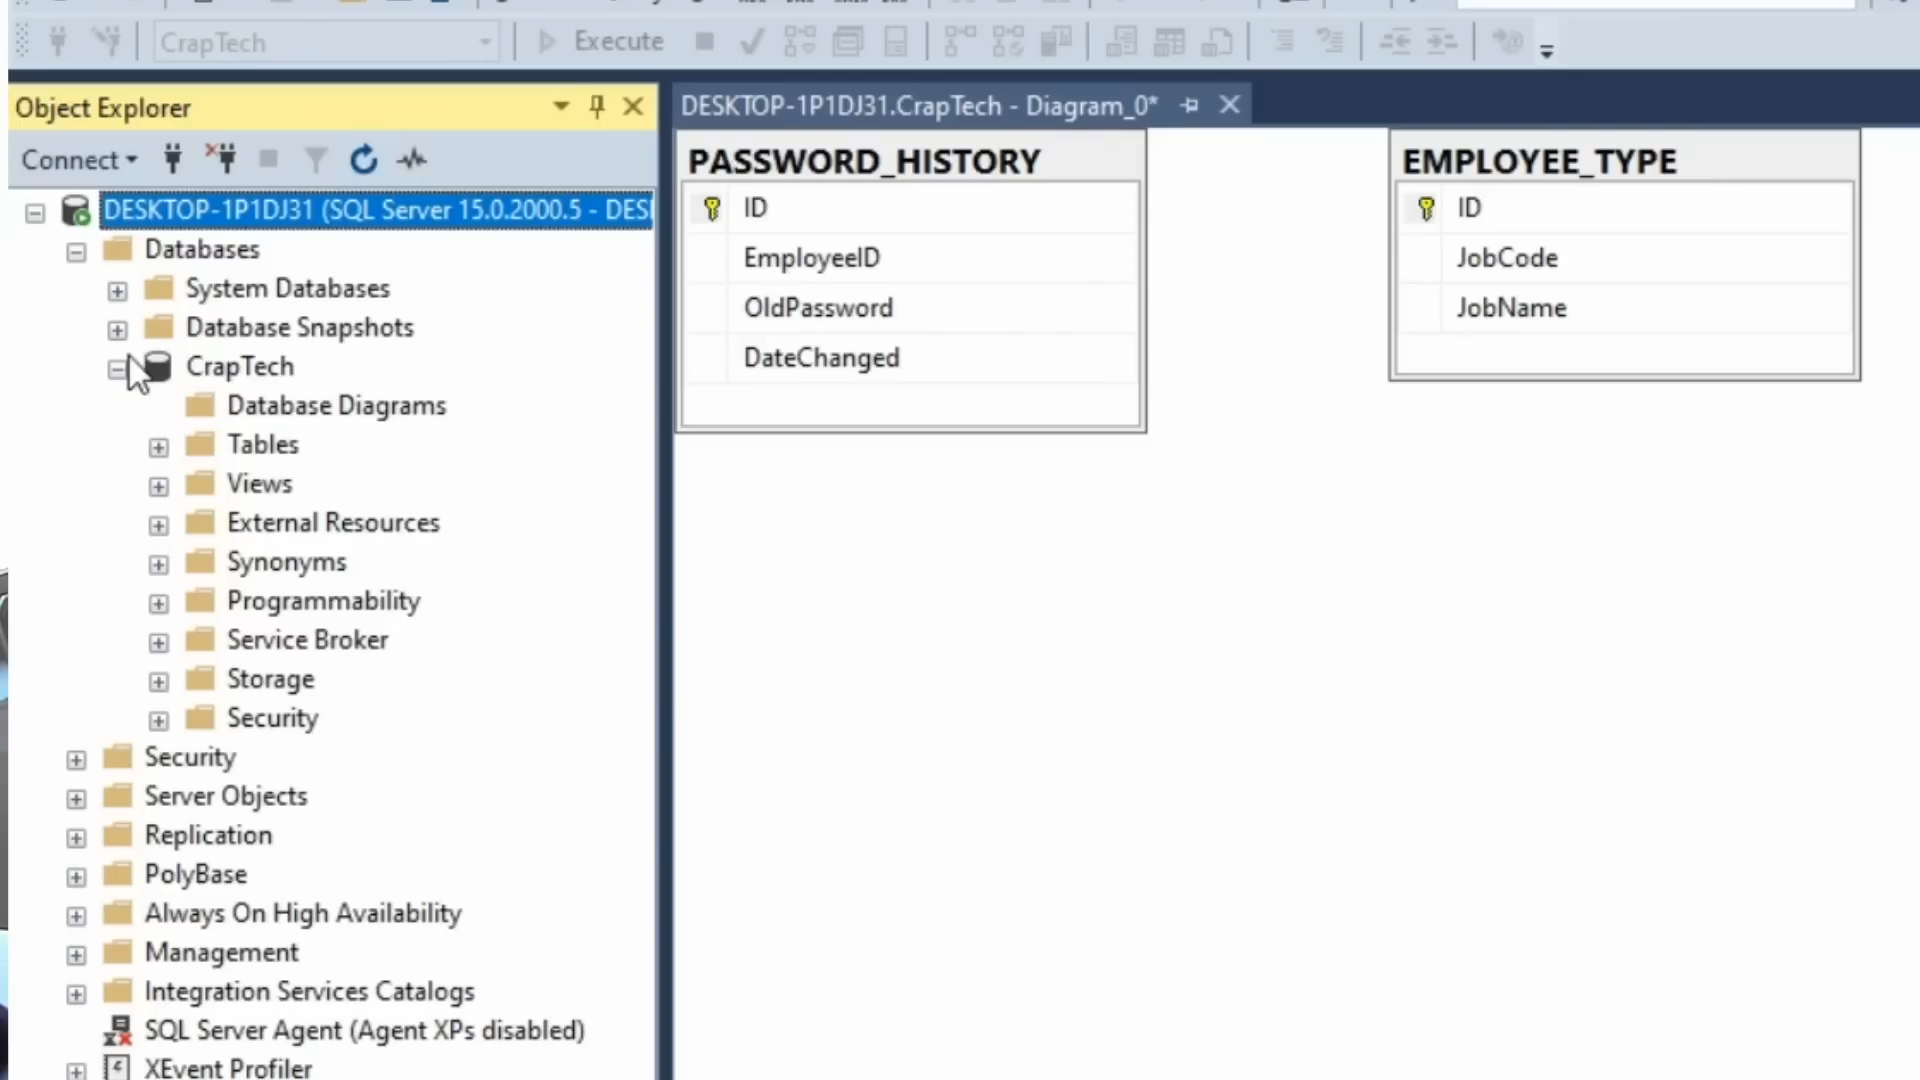 CrapTech
Execute
Object Explorer
DESKTOP-1P1DJ31.CrapTech - Diagram_0*
Connect
DESKTOP-1P1DJ31 (SQL Server 15.0.2000.5 - DES
Databases
System Databases
Database Snapshots
CrapTech
Database Diagrams
Tables
Views
External Resources
Synonyms
Programmability
Service Broker
Storage
Security
Security
Server Objects
Replication
PolyBase
Always On High Availability
Management
Integration Services Catalogs
SQL Server Agent (Agent XPs disabled)
XEvent Profiler
PASSWORD_HISTORY
ID
EmployeeID
OldPassword
DateChanged
EMPLOYEE_TYPE
ID
JobCode
JobName